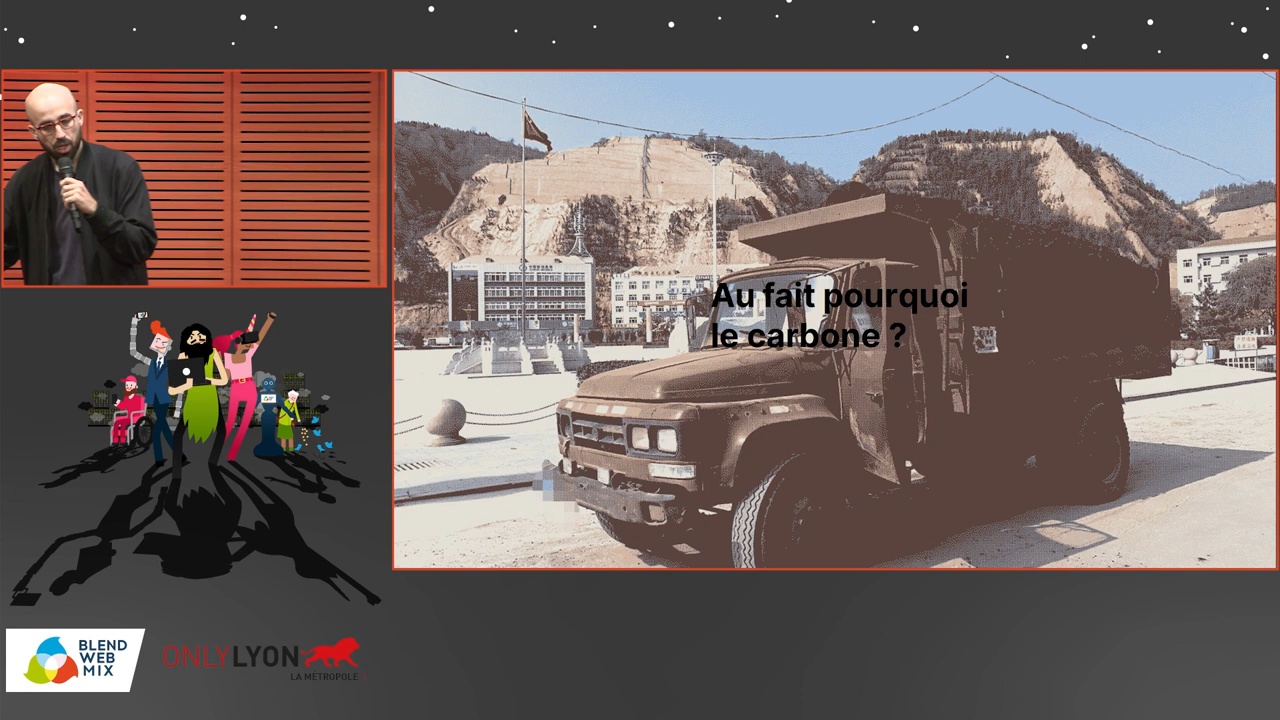 Au fait pourquoi
le carbone ?
BLEND
WEB
MIX
ONLYLYON
LA MÉTROPOLE